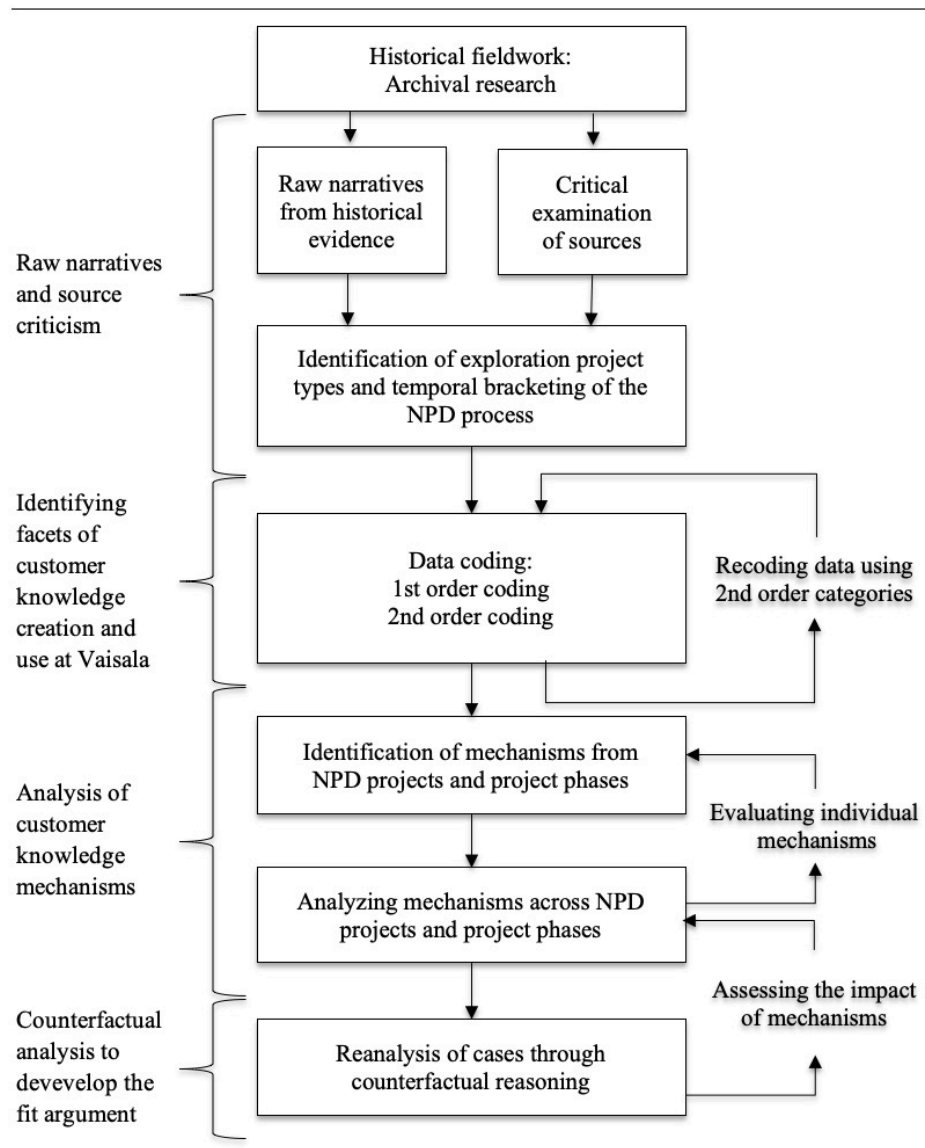 Historical fieldwork:
Archival research
Raw narratives
from historical
evidence
Critical
examination
of sources
Raw narratives
and source
criticism
Identification of exploration project
types and temporal bracketing of the
NPD process
Identifying
facets of
customer
knowledge
creation and
use at Vaisala
Data coding:
1st order coding
2nd order coding
Recoding data using
2nd order categories
Analysis of
customer
knowledge
mechanisms
Identification of mechanisms from
NPD projects and project phases
Evaluating individual
mechanisms
Analyzing mechanisms across NPD
projects and project phases
Assessing the impact
of mechanisms
Counterfactual
analysis to
devevelop the
fit argument
Reanalysis of cases through
counterfactual reasoning